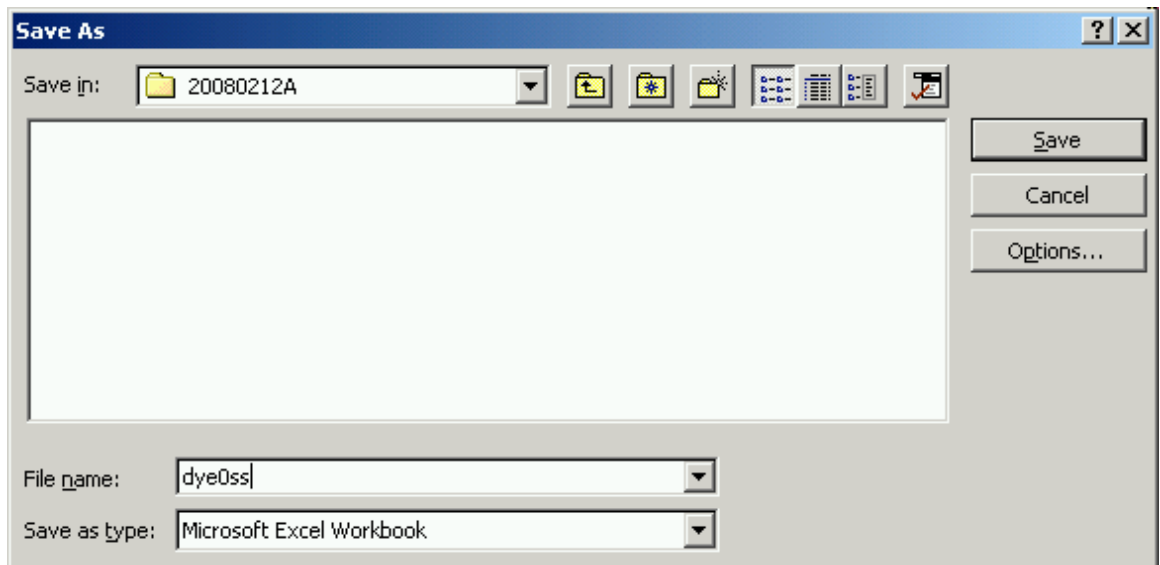 Save As
Save in: 20080212A
Save
Cancel
Options...
File name: dye0ss
Save as type: Microsoft Excel Workbook